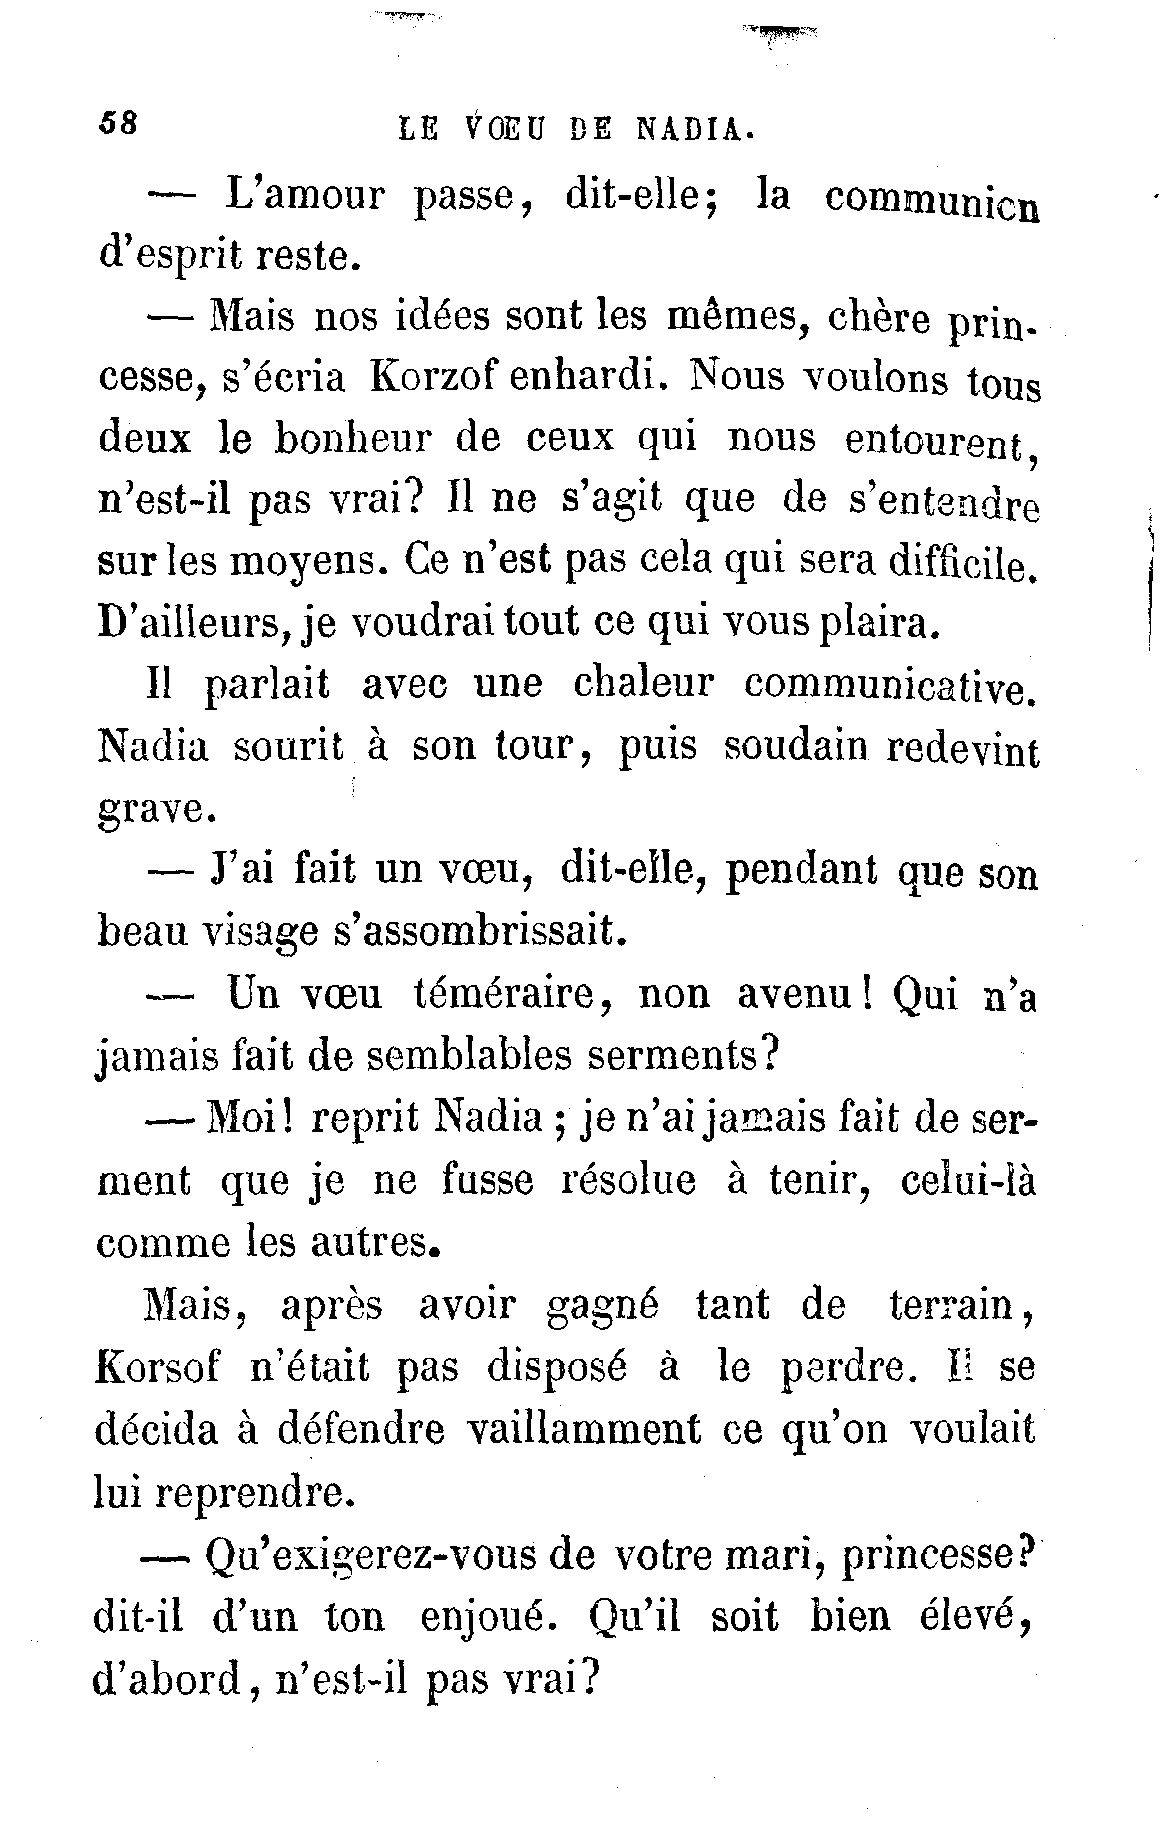 58 LE VŒU DE NADIA.
— L'amour passe, dit-elle; la communion
d'esprit reste.
— Mais nos idées sont les mêmes, chère prin-
cesse, s'écria Korzof enhardi. Nous voulons tous
deux le bonheur de ceux qui nous entourent,
n'est-il pas vrai? Il ne s'agit que de s'entendre
sur les moyens. Ce n'est pas cela qui sera difficile.
D'ailleurs, je voudrai tout ce qui vous plaira.
Il parlait avec une chaleur communicative.
Nadia sourit à son tour, puis soudain redevint
grave.
— J'ai fait un vœu, dit-elle, pendant que son
beau visage s'assombrissait.
— Un vœu téméraire, non avenu! Qui n'a
jamais fait de semblables serments?
— Moi! reprit Nadia; je n'ai jamais fait de ser-
ment que je ne fusse résolue à tenir, celui-là
comme les autres.
Mais, après avoir gagné tant de terrain,
Korsof n'était pas disposé à le perdre. Il se
décida à défendre vaillamment ce qu'on voulait
lui reprendre.
— Qu'exigerez-vous de votre mari, princesse?
dit-il d'un ton enjoué. Qu'il soit bien élevé,
d'abord, n'est-il pas vrai?